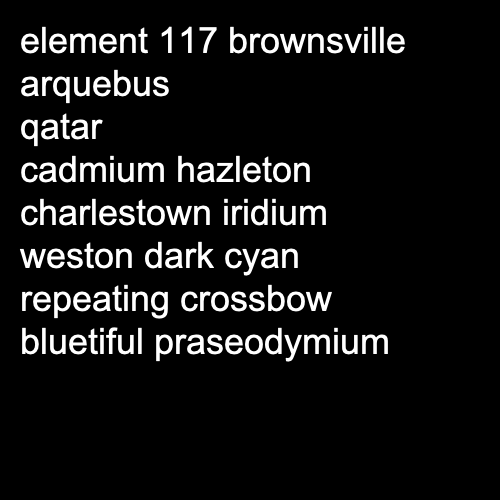 element 117 brownsville
arquebus
qatar
cadmium hazleton
charlestown iridium
weston dark cyan
repeating crossbow
bluetiful praseodymium